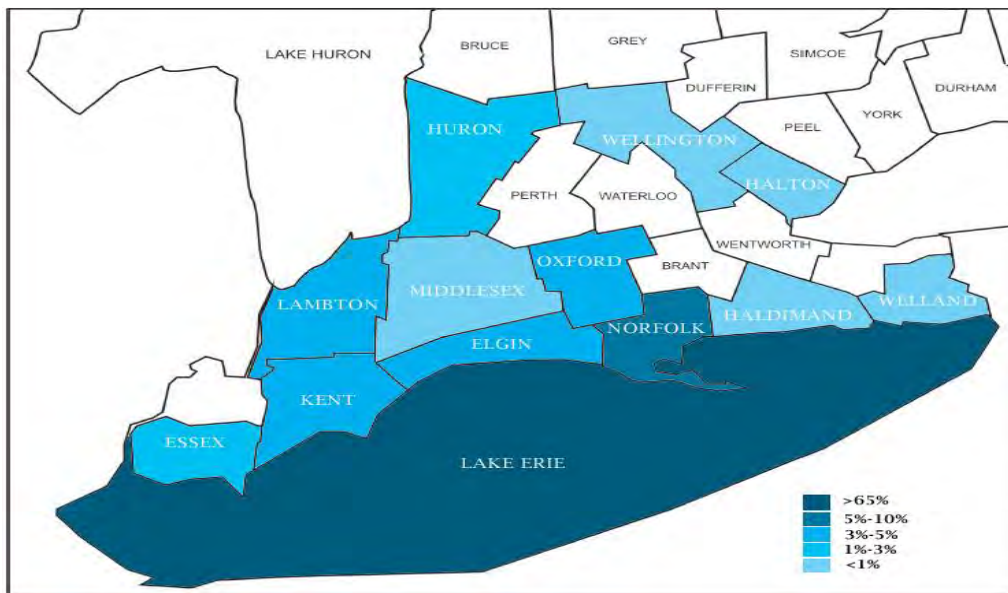 BRUCE
GREY
SIMCOE
LAKE HURON
DUFFERIN
DURHAM
YORK
PEEL
HURON
WELLINGTON
HALTON
PERTH
WATERLOO
WENTWORTH
OXFORD
BRANT
MIDDLESEX
LAMBTON
WELLAND
HALDIMAND
NORFOLK
ELGIN
KENT
ESSEX
LAKE ERIE
>65%
5%-10%
3%-5%
1%-3%
<1%